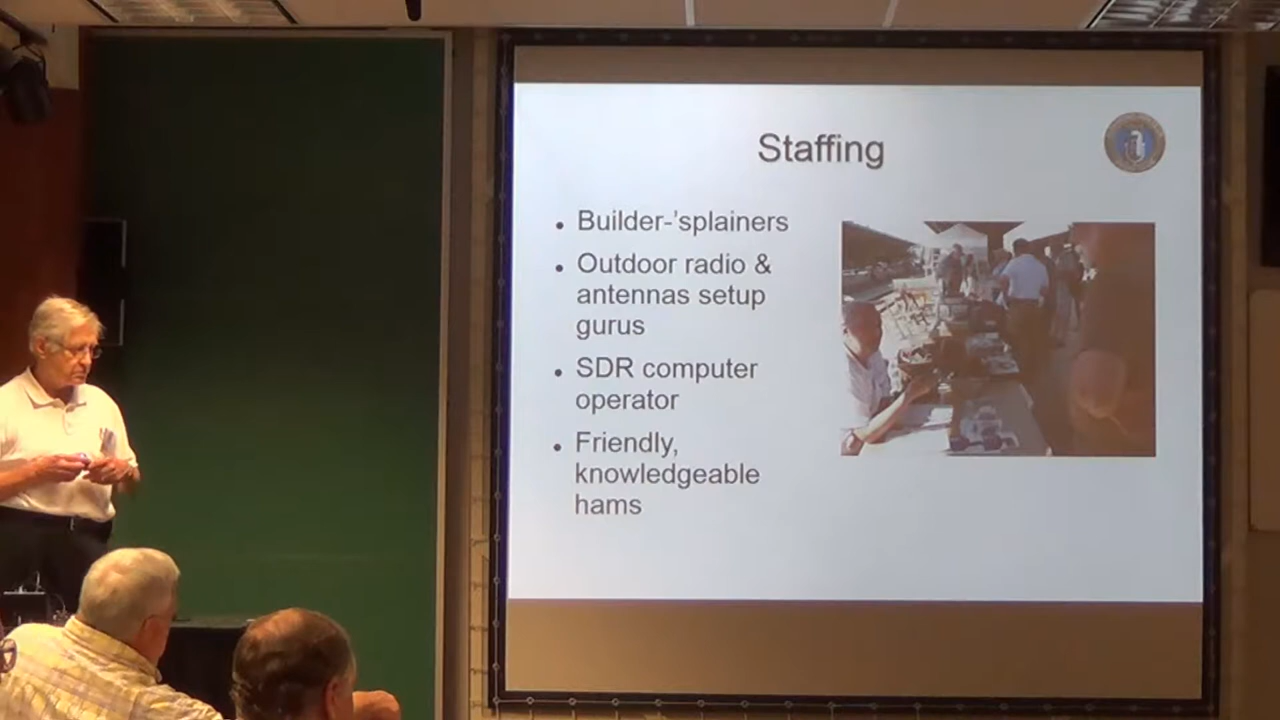 Staffing
• Builder-’splainers
• Outdoor radio &
antennas setup
gurus
• SDR computer
operator
• Friendly,
knowledgeable
hams